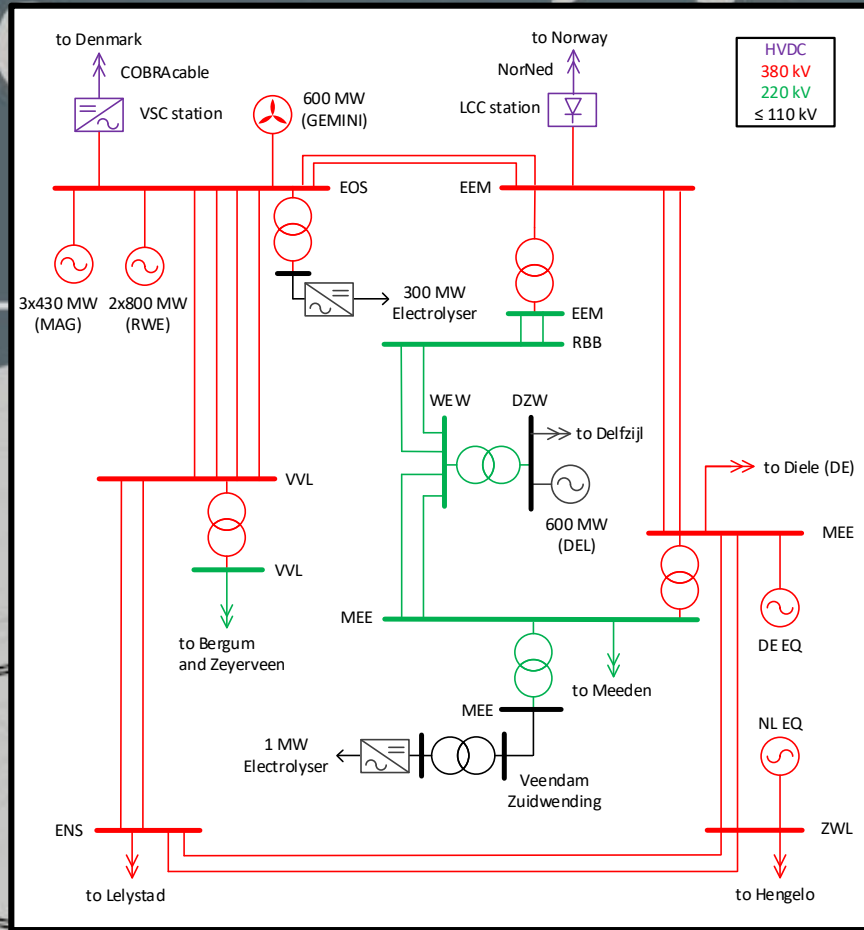 to Denmark
COBRAcable
VSC station
600 MW
(GEMINI)
to Norway
NorNed
LCC station
HVDC
380 kV
220 kV
≤ 110 kV
EOS
EEM
3x430 MW
(MAG)
2x800 MW
(RWE)
300 MW
Electrolyser
EEM
RBB
WEW
DZW
to Delfzijl
600 MW
(DEL)
to Diele (DE)
VVL
MEE
VVL
MEE
to Bergum
and Zeyerveen
DE EQ
to Meeden
MEE
NL EQ
1 MW
Electrolyser
Veendam
Zuidwending
ENS
ZWL
to Lelystad
to Hengelo